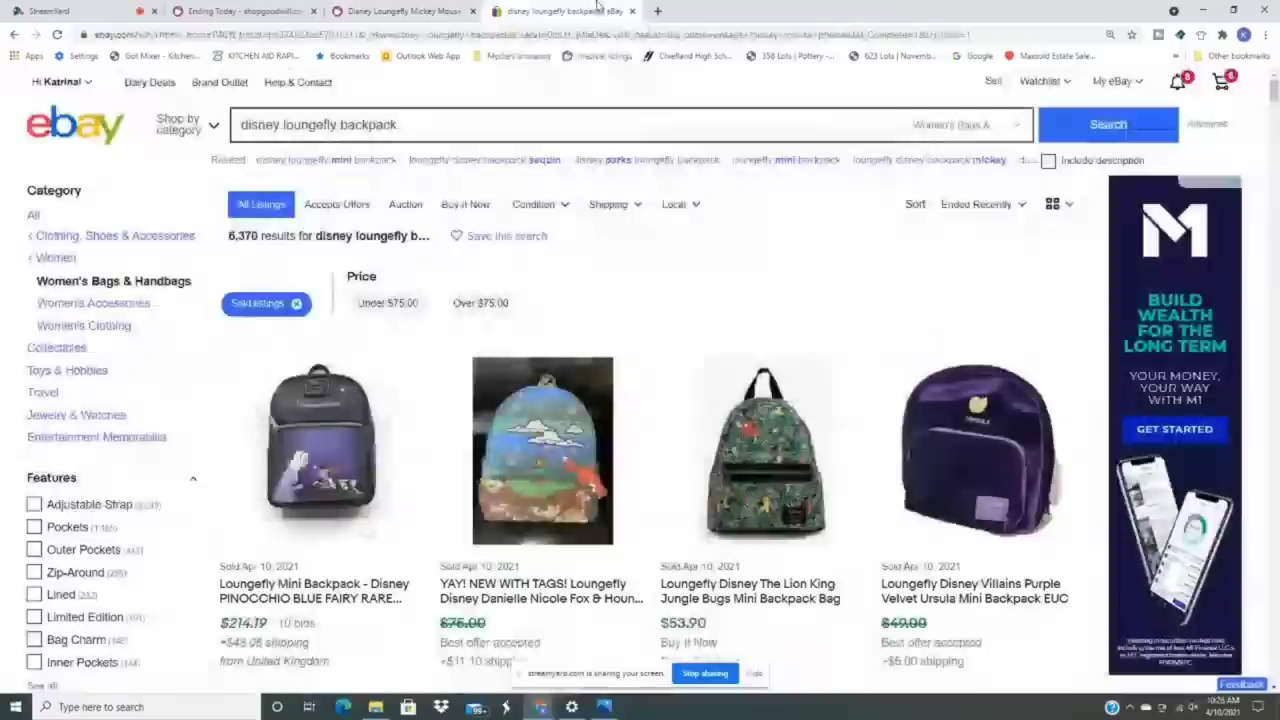 StreamYard
Ending Today - shopgoodwill.c
Disney Loungefly Mickey Mouse
disney loungefly backpack | eBay
Apps
Settings
Got Mixer - Kitchen...
KITCHEN AID RAPI...
Bookmarks
Outlook Web App
Mystery
medical listings
Chiefland High Sch...
358 Lots | Pottery -...
623 Lots | Novemb...
Google
Maxsold Estate Sale...
Other bookmarks
Hi Katrina!
Daily Deals
Brand Outlet
Help & Contact
Sell
Watchlist
My eBay
8
8
ebay
Shop by
category
disney loungefly backpack
Women's Bags &
Search
Advanced
Related
disney loungefly mini backpack
loungefly disney backpack sequin
disney parks loungefly backpack
loungefly mini backpack
loungefly disney backpack mickey
Include description
Category
All
Clothing, Shoes & Accessories
Women
Women's Bags & Handbags
Women's Accessories
Women's Clothing
Collectibles
Toys & Hobbies
Travel
Jewelry & Watches
Entertainment Memorabilia
Features
Adjustable Strap
Pockets
Outer Pockets
Zip-Around
Lined
Limited Edition
Bag Charm
Inner Pockets
See all
All Listings
Accepts Offers
Auction
Buy It Now
Condition
Shipping
Local
Sort
Ended Recently
6,370 results for disney loungefly b...
Save this search
Price
Sold Listings
Under $75.00
Over $75.00
Sold Apr 10, 2021
Loungefly Mini Backpack - Disney
PINOCCHIO BLUE FAIRY RARE...
$214.19
10 bids
shipping
from United Kingdom
Sold Apr 10, 2021
YAY! NEW WITH TAGS! Loungefly
Disney Danielle Nicole Fox & Houn...
$75.00
Best offer accepted
Sold Apr 10, 2021
Loungefly Disney The Lion King
Jungle Bugs Mini Backpack Bag
$53.90
Buy It Now
Sold Apr 10, 2021
Loungefly Disney Villains Purple
Velvet Ursula Mini Backpack EUC
$49.00
Best offer accepted
+$5.00 shipping
M
BUILD
WEALTH
FOR THE
LONG TERM
YOUR MONEY,
YOUR WAY
WITH M1
GET STARTED
Feedback
streamyard.com is sharing your screen.
Stop sharing
Hide
Type here to search
99+
10:26 AM
4/10/2021